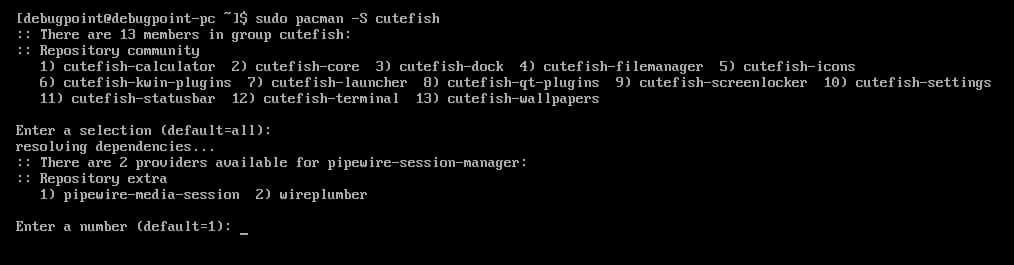 [debugpoint@debugpoint-pc ~]$ sudo pacman -S cutefish
:: There are 13 members in group cutefish:
:: Repository community
   1) cutefish-calculator  2) cutefish-core  3) cutefish-dock  4) cutefish-filemanager  5) cutefish-icons
   6) cutefish-kwin-plugins  7) cutefish-launcher  8) cutefish-qt-plugins  9) cutefish-screenlocker  10) cutefish-settings
   11) cutefish-statusbar  12) cutefish-terminal  13) cutefish-wallpapers
Enter a selection (default=all):
resolving dependencies...
:: There are 2 providers available for pipewire-session-manager:
:: Repository extra
   1) pipewire-media-session  2) wireplumber
Enter a number (default=1): _